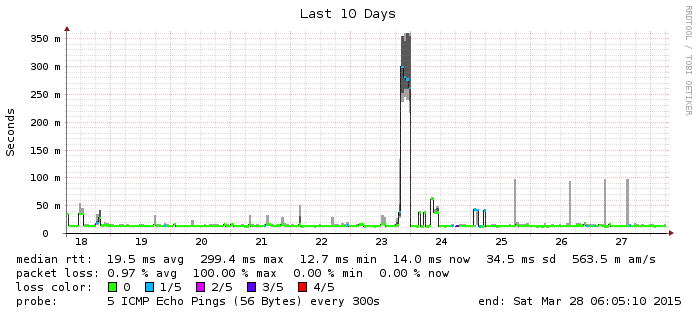 Last 10 Days
RRDTOOL / TOBI OETIKER
Seconds
350 m
300 m
250 m
200 m
150 m
100 m
50 m
0
18 19 20 21 22 23 24 25 26 27
median rtt: 19.5 ms avg 299.4 ms max 12.7 ms min 14.0 ms now 34.5 ms sd 563.5 m am/s
packet loss: 0.97 % avg 100.00 % max 0.00 % min 0.00 % now
loss color: 0 1/5 2/5 3/5 4/5
probe: 5 ICMP Echo Pings (56 Bytes) every 300s end: Sat Mar 28 06:05:10 2015